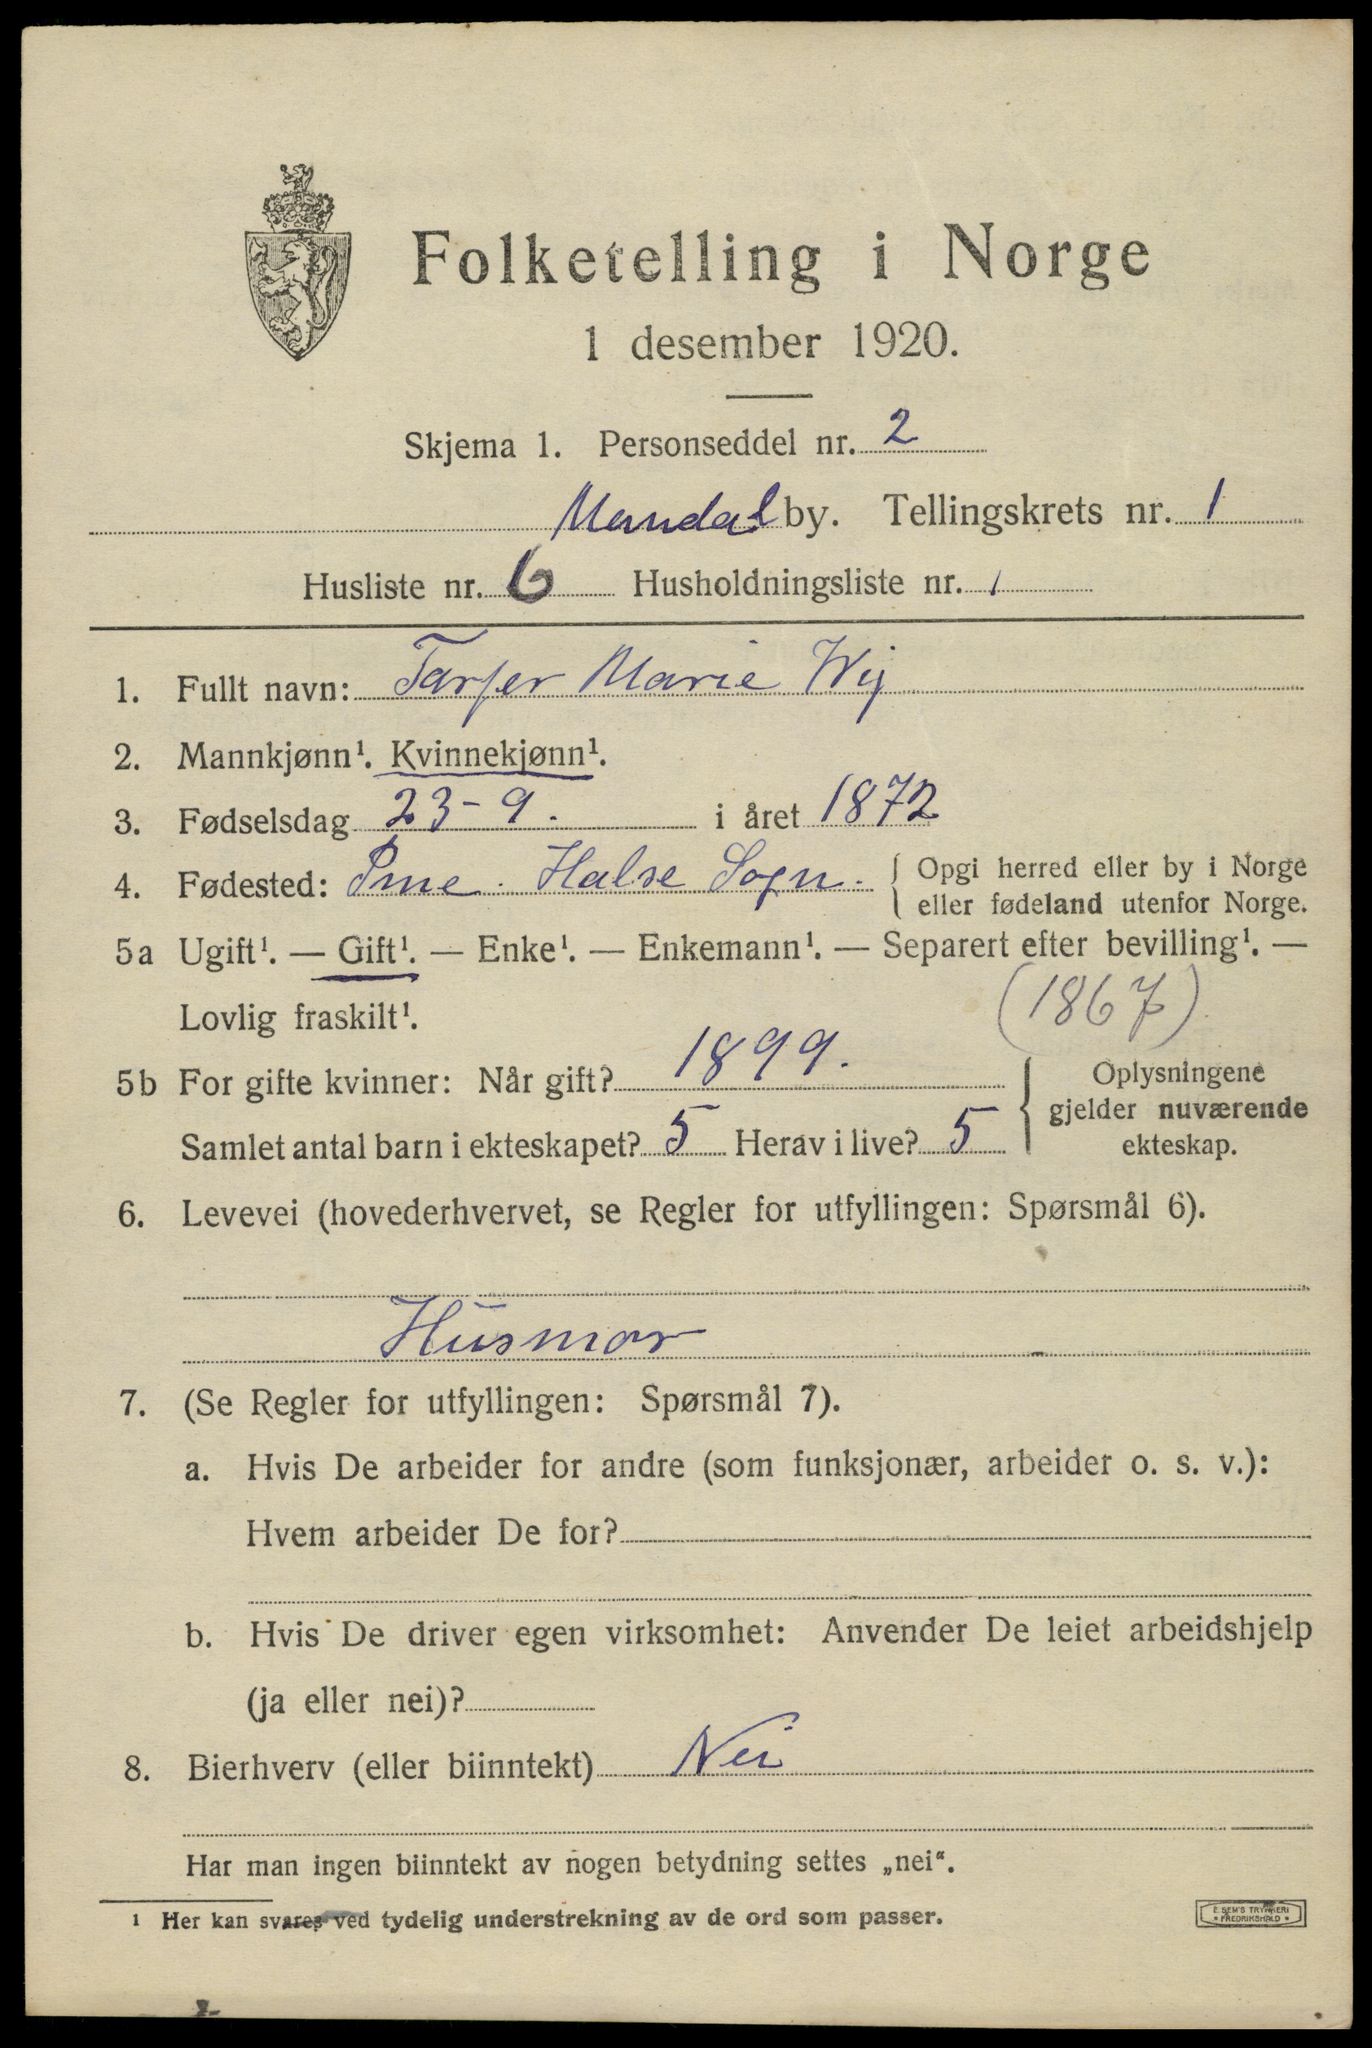 Folketelling i Norge
1 desember 1920.
Skjema 1. Personseddel nr. 2
Mandal by. Tellingskrets nr. 1
Husliste nr. 6 Husholdningsliste nr. 1
1. Fullt navn: Marie
2. Mannkjønn¹. Kvinnekjønn¹.
3. Fødselsdag 23-9. i året 1872
4. Fødested: Halse Sogn. { Opgi herred eller by i Norge
eller fødeland utenfor Norge.
5a Ugift¹. — Gift¹. — Enke¹. — Enkemann¹. — Separert efter bevilling¹. —
Lovlig fraskilt¹. (1867)
5b For gifte kvinner: Når gift? 1899. Oplysningene
gjelder nuværende
Samlet antal barn i ekteskapet? 5 Herav i live? 5 ekteskap.
6. Levevei (hovederhvervet, se Regler for utfyllingen: Spørsmål 6).
Husmor
7. (Se Regler for utfyllingen: Spørsmål 7).
a. Hvis De arbeider for andre (som funksjonær, arbeider o. s. v.):
Hvem arbeider De for?
b. Hvis De driver egen virksomhet: Anvender De leiet arbeidshjelp
(ja eller nei)?
8. Bierhverv (eller biinntekt) Nei
Har man ingen biinntekt av nogen betydning settes „nei“.
¹ Her kan svares ved tydelig understrekning av de ord som passer.
E. SEM'S TRYKKERI
* FREDRIKSHALD *